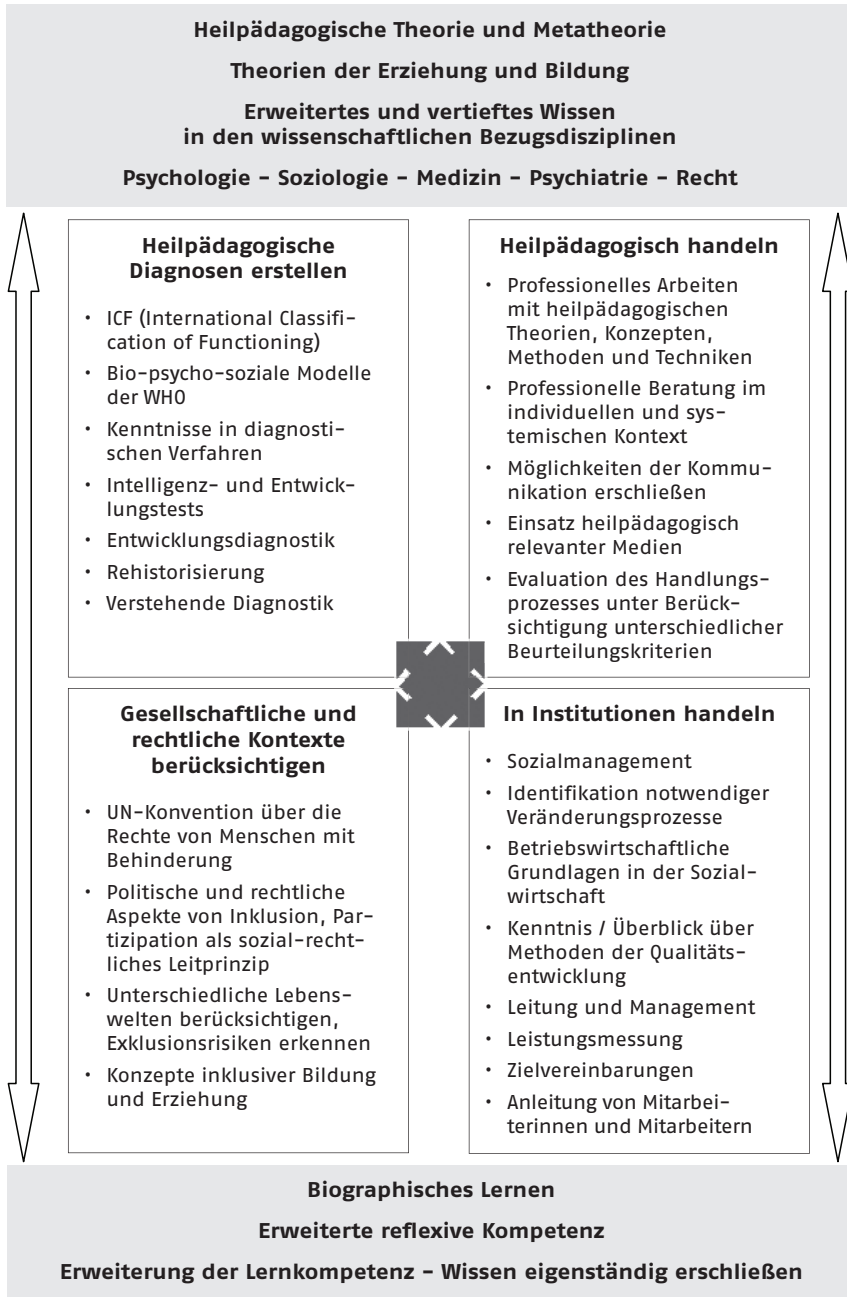 Heilpädagogische Theorie und Metatheorie
Theorien der Erziehung und Bildung
Erweitertes und vertieftes Wissen
in den wissenschaftlichen Bezugsdisziplinen
Psychologie – Soziologie – Medizin – Psychiatrie – Recht
Heilpädagogische
Diagnosen erstellen
• ICF (International Classifi-
cation of Functioning)
• Bio-psycho-soziale Modelle
der WHO
• Kenntnisse in diagnosti-
schen Verfahren
• Intelligenz- und Entwick-
lungstests
• Entwicklungsdiagnostik
• Rehistorisierung
• Verstehende Diagnostik
Heilpädagogisch handeln
• Professionelles Arbeiten
mit heilpädagogischen
Theorien, Konzepten,
Methoden und Techniken
• Professionelle Beratung im
individuellen und sys-
temischen Kontext
• Möglichkeiten der Kommu-
nikation erschließen
• Einsatz heilpädagogisch
relevanter Medien
• Evaluation des Handlungs-
prozesses unter Berück-
sichtigung unterschiedlicher
Beurteilungskriterien
Gesellschaftliche und
rechtliche Kontexte
berücksichtigen
• UN-Konvention über die
Rechte von Menschen mit
Behinderung
• Politische und rechtliche
Aspekte von Inklusion, Par-
tizipation als sozial-recht-
liches Leitprinzip
• Unterschiedliche Lebens-
welten berücksichtigen,
Exklusionsrisiken erkennen
• Konzepte inklusiver Bildung
und Erziehung
In Institutionen handeln
• Sozialmanagement
• Identifikation notwendiger
Veränderungsprozesse
• Betriebswirtschaftliche
Grundlagen in der Sozial-
wirtschaft
• Kenntnis / Überblick über
Methoden der Qualitäts-
entwicklung
• Leitung und Management
• Leistungsmessung
• Zielvereinbarungen
• Anleitung von Mitarbei-
terinnen und Mitarbeitern
Biographisches Lernen
Erweiterte reflexive Kompetenz
Erweiterung der Lernkompetenz – Wissen eigenständig erschließen